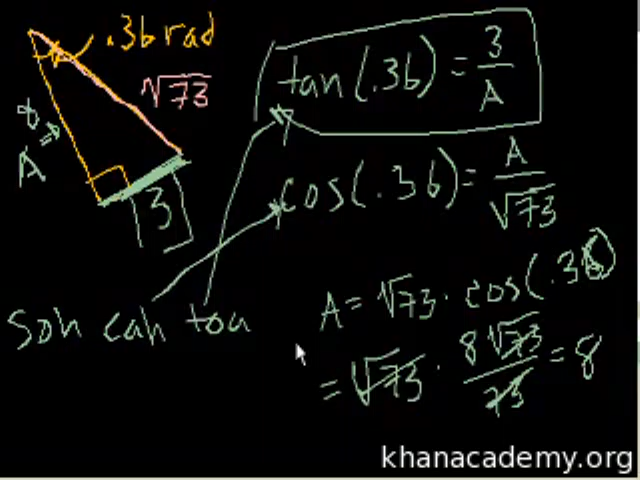 .36 rad
√73
A
3
tan(.36) = 3/A
cos(.36) = A/√73
Soh cah toa
A = √73 · cos(.36)
= √73 · 8√73/73 = 8
khanacademy.org